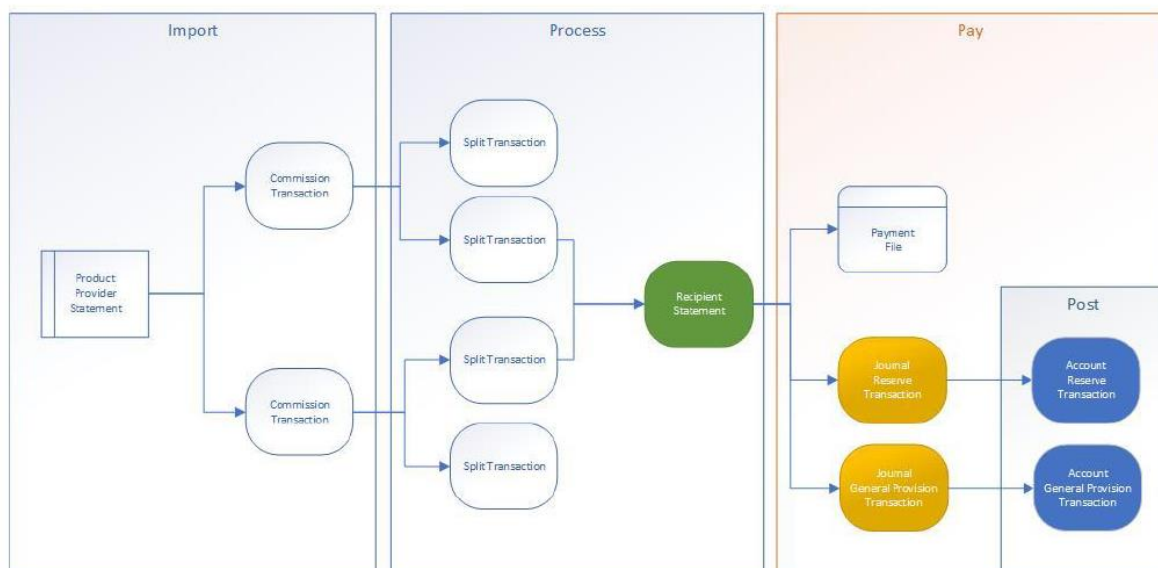 Import
Process
Pay
Split Transaction
Commission
Transaction
Split Transaction
Payment
File
Product
Provider
Statement
Recipient
Statement
Post
Split Transaction
Journal
Reserve
Transaction
Account
Reserve
Transaction
Commission
Transaction
Split Transaction
Journal
General Provision
Transaction
Account
General Provision
Transaction